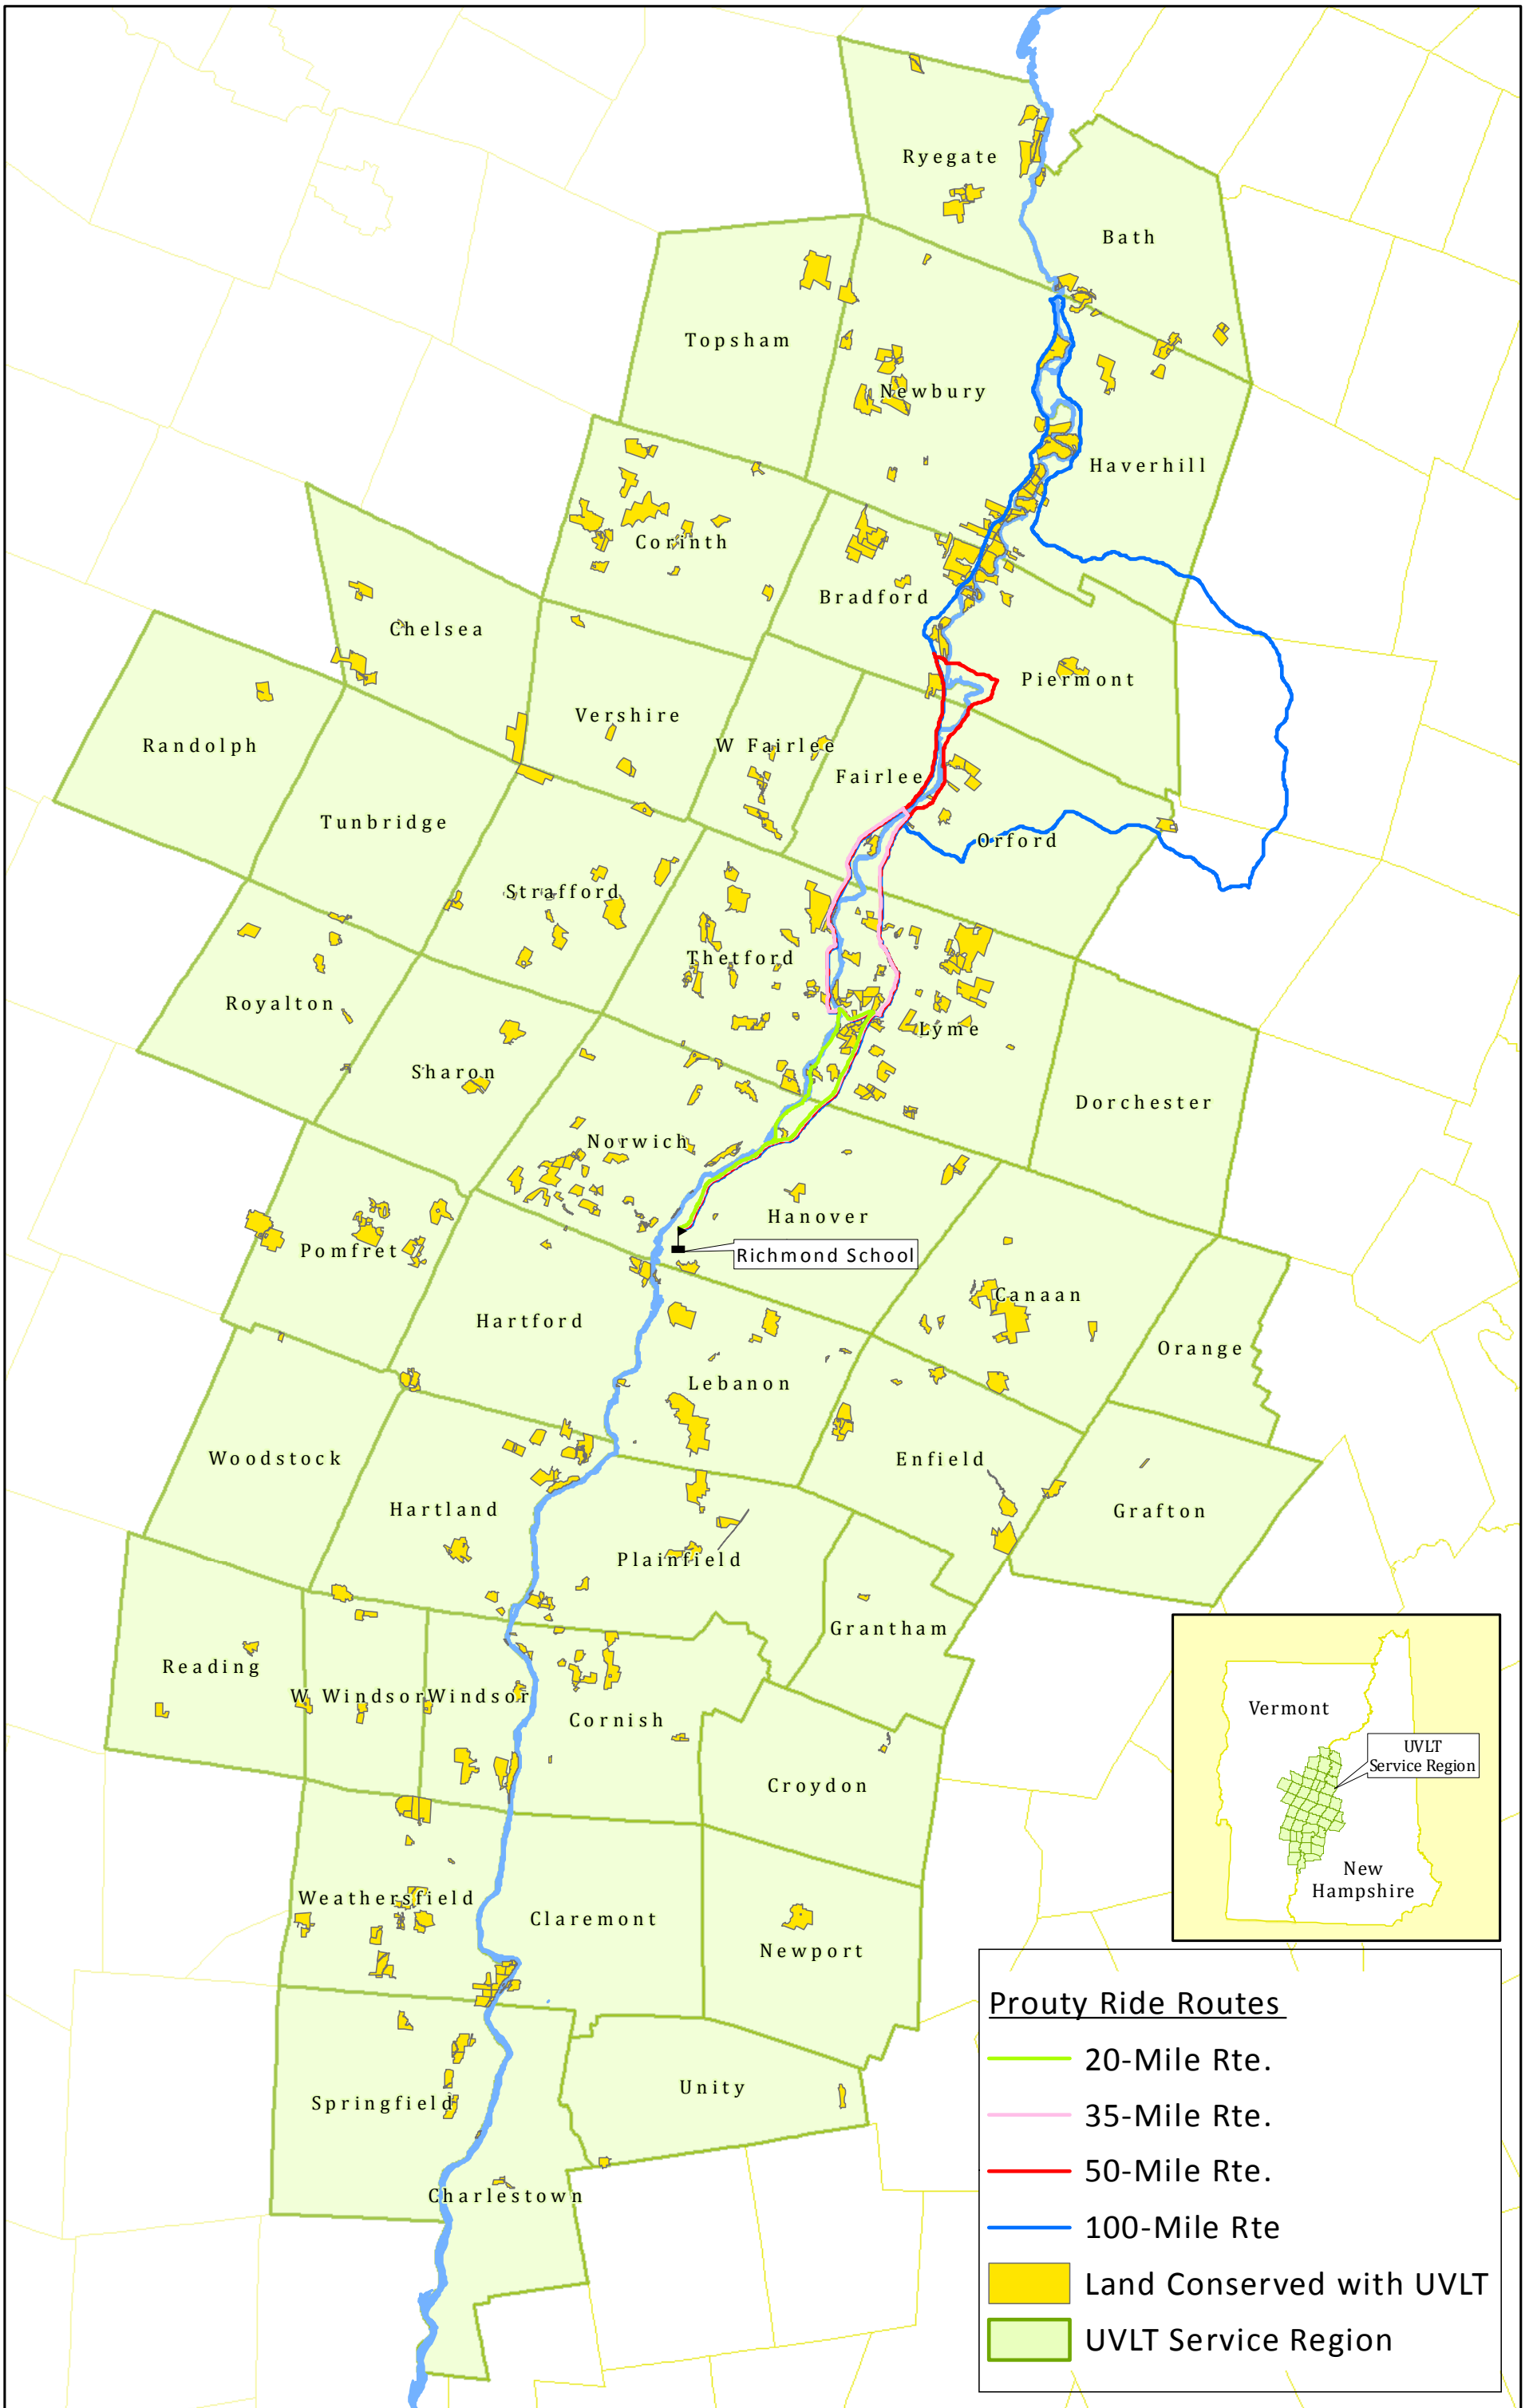 Ryegate
Bath
Topsham
Newbury
Haverhill
Corinth
Bradford
Chelsea
Piermont
Vershire
Randolph
W Fairlee
Fairlee
Tunbridge
Orford
Strafford
Thetford
Royalton
Lyme
Sharon
Dorchester
Norwich
Hanover
Pomfret
Richmond School
Canaan
Hartford
Orange
Lebanon
Woodstock
Enfield
Hartland
Grafton
Plainfield
Grantham
Reading
W Windsor
Windsor
Cornish
Croydon
Weathersfield
Claremont
Newport
Unity
Springfield
Charlestown
Vermont
UVLT
Service Region
New
Hampshire
Prouty Ride Routes
20-Mile Rte.
35-Mile Rte.
50-Mile Rte.
100-Mile Rte
Land Conserved with UVLT
UVLT Service Region